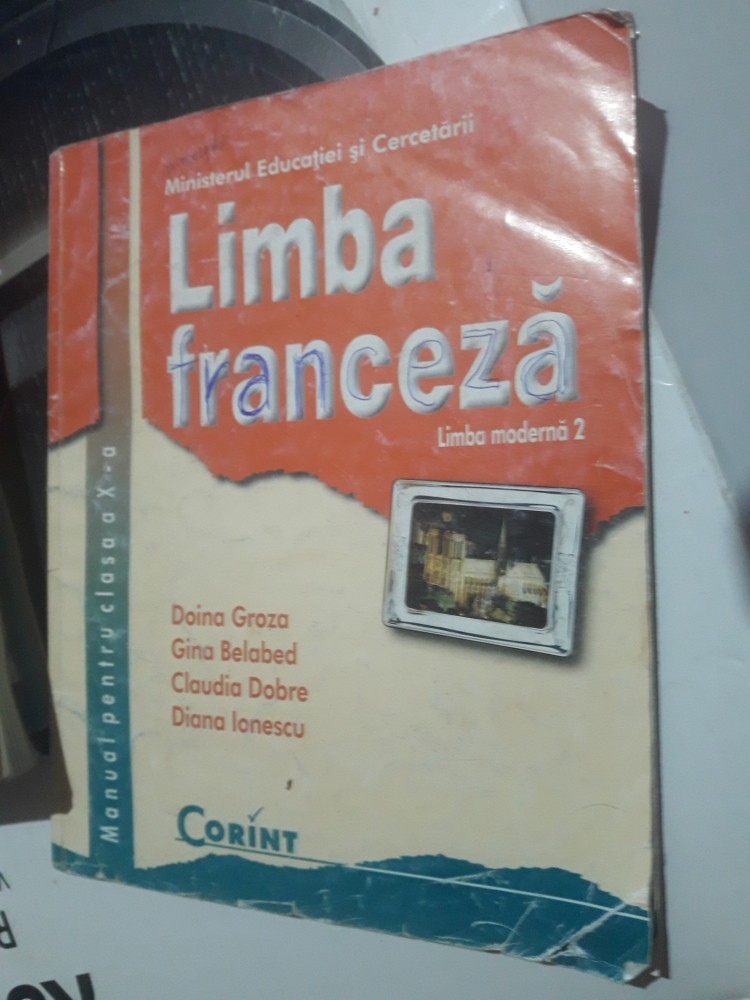 Ministerul Educației și Cercetării
Limba
franceză
Limba modernă 2
Manual pentru clasa a X-a
Doina Groza
Gina Belabed
Claudia Dobre
Diana Ionescu
CORINT